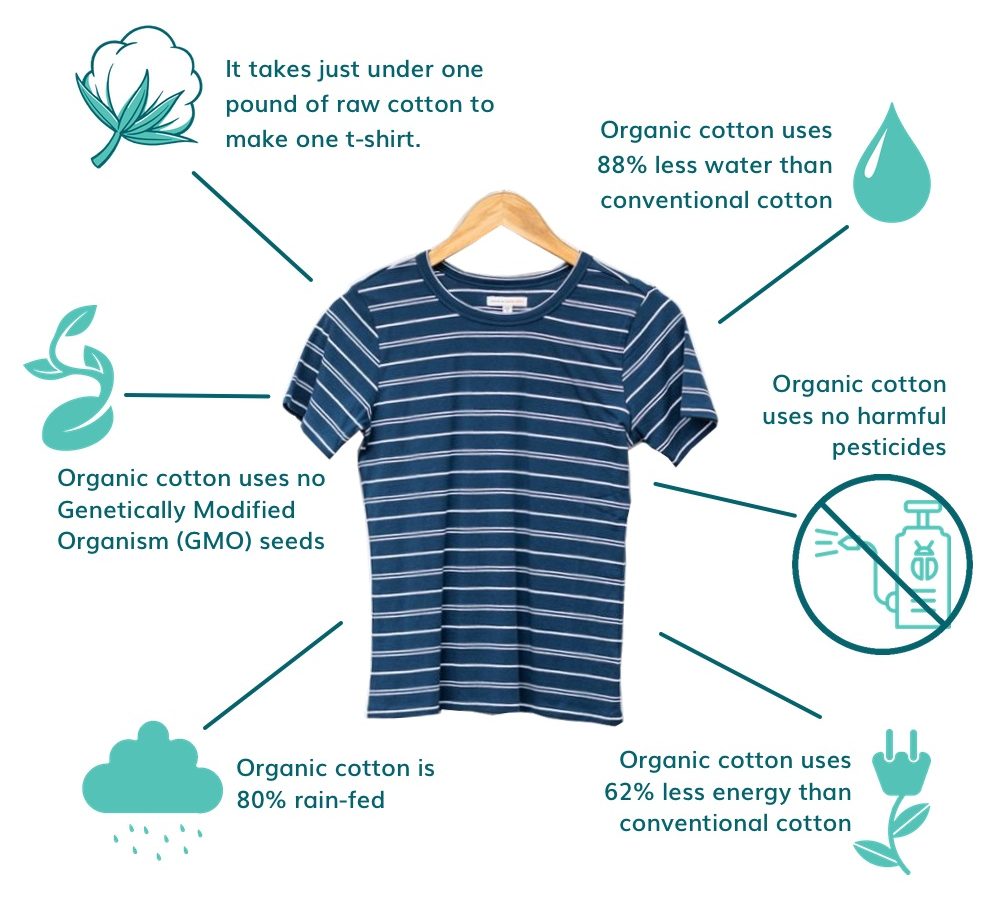 It takes just under one
pound of raw cotton to
make one t-shirt.
Organic cotton uses
88% less water than
conventional cotton
Organic cotton
uses no harmful
pesticides
Organic cotton uses no
Genetically Modified
Organism (GMO) seeds
Organic cotton is
80% rain-fed
Organic cotton uses
62% less energy than
conventional cotton